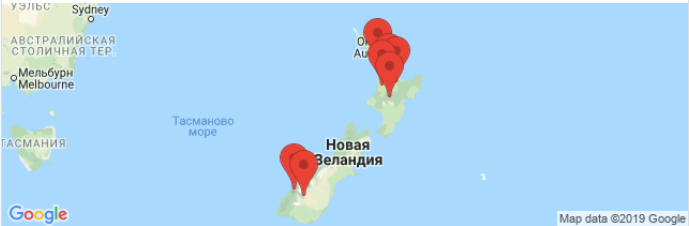 УЭЛЬС
Sydney
АВСТРАЛИЙСКАЯ
СТОЛИЧНАЯ ТЕР.
Мельбурн
Melbourne
Тасманово
море
ТАСМАНИЯ
Новая
Зеландия
Google
Map data ©2019 Google